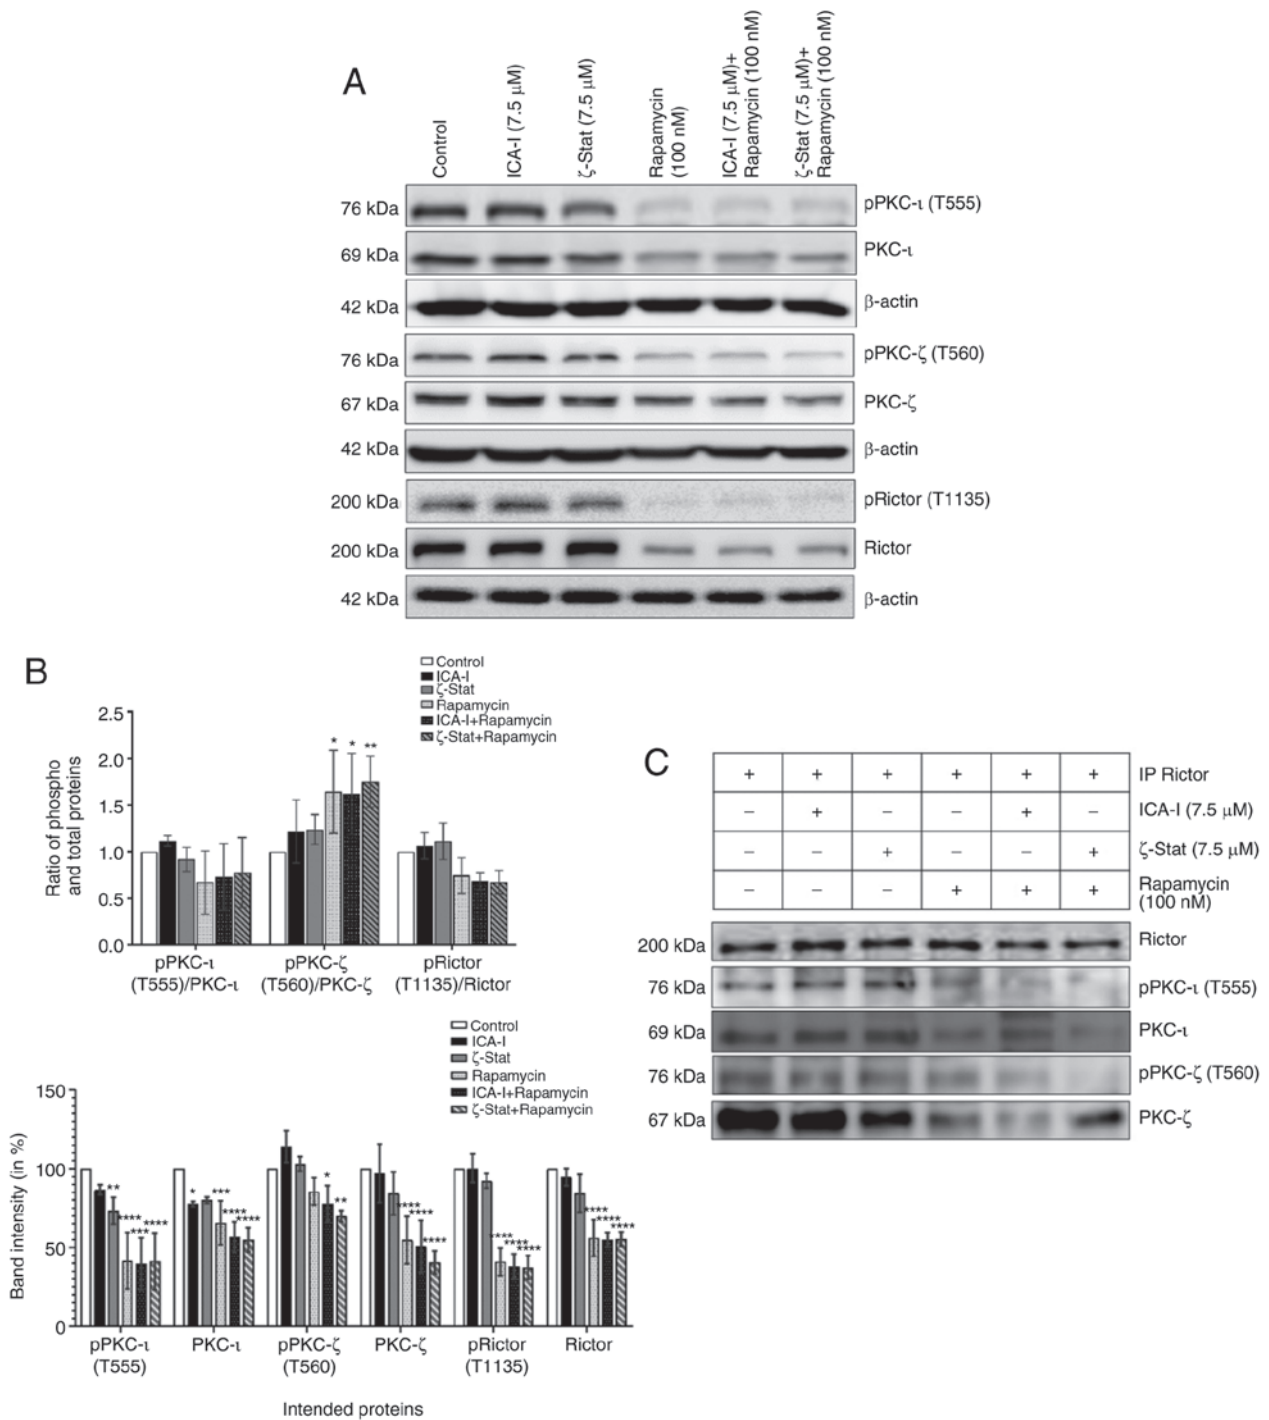 A
Control
ICA-I (7.5 μM)
ζ-Stat (7.5 μM)
Rapamycin
(100 nM)
ICA-I (7.5 μM)+
Rapamycin (100 nM)
ζ-Stat (7.5 μM)+
Rapamycin (100 nM)
76 kDa pPKC-ι (T555)
69 kDa PKC-ι
42 kDa β-actin
76 kDa pPKC-ζ (T560)
67 kDa PKC-ζ
42 kDa β-actin
200 kDa pRictor (T1135)
200 kDa Rictor
42 kDa β-actin
B
Control
ICA-I
ζ-Stat
Rapamycin
ICA-I+Rapamycin
ζ-Stat+Rapamycin
Ratio of phospho
and total proteins
2.5
2.0
1.5
1.0
0.5
0.0
* * **
pPKC-ι
(T555)/PKC-ι
pPKC-ζ
(T560)/PKC-ζ
pRictor
(T1135)/Rictor
Control
ICA-I
ζ-Stat
Rapamycin
ICA-I+Rapamycin
ζ-Stat+Rapamycin
Band intensity (in %)
150
100
50
0
** **** *** ****
* *** **** ****
* **
**** **** ****
**** **** ****
**** **** ****
pPKC-ι
(T555)
PKC-ι
pPKC-ζ
(T560)
PKC-ζ
pRictor
(T1135)
Rictor
Intended proteins
C
+ + + + + + IP Rictor
− + − − + − ICA-I (7.5 μM)
− − + − − + ζ-Stat (7.5 μM)
− − − + + + Rapamycin
(100 nM)
200 kDa Rictor
76 kDa pPKC-ι (T555)
69 kDa PKC-ι
76 kDa pPKC-ζ (T560)
67 kDa PKC-ζ